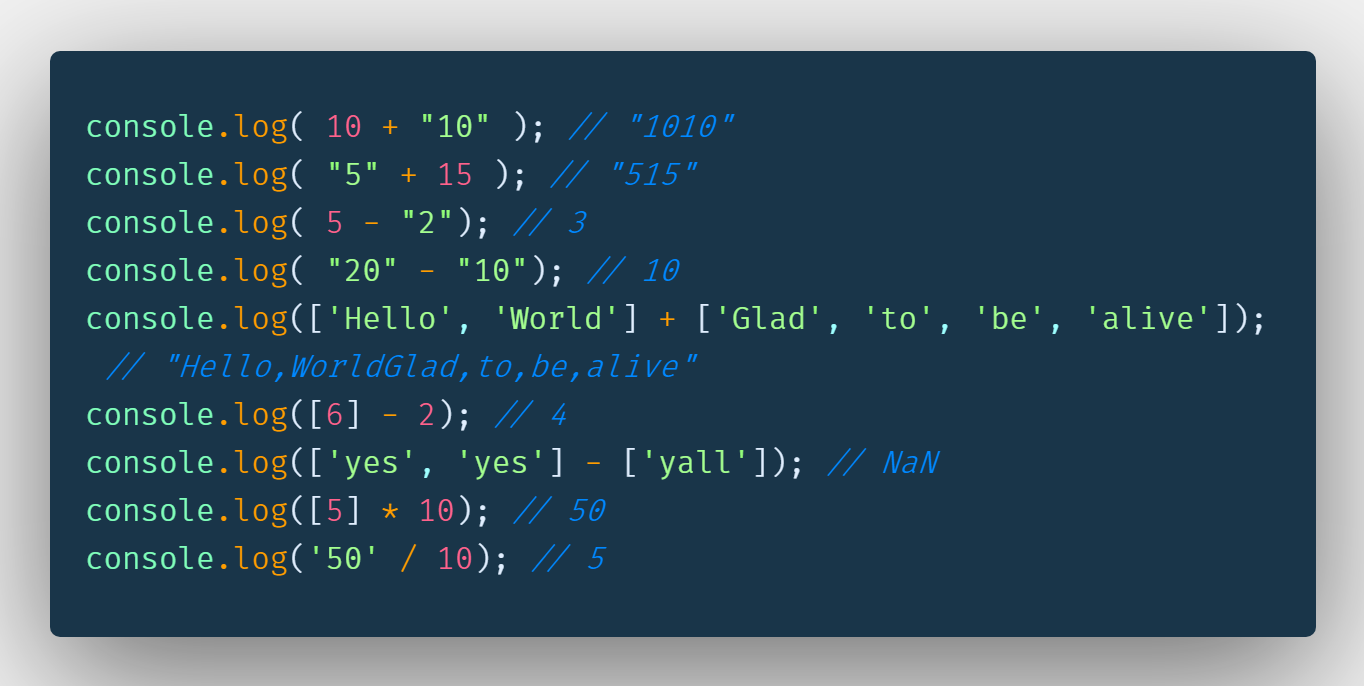 console.log( 10 + "10" ); // "1010"
console.log( "5" + 15 ); // "515"
console.log( 5 - "2"); // 3
console.log( "20" - "10"); // 10
console.log(['Hello', 'World'] + ['Glad', 'to', 'be', 'alive']);
// "Hello,WorldGlad,to,be,alive"
console.log([6] - 2); // 4
console.log(['yes', 'yes'] - ['yall']); // NaN
console.log([5] * 10); // 50
console.log('50' / 10); // 5